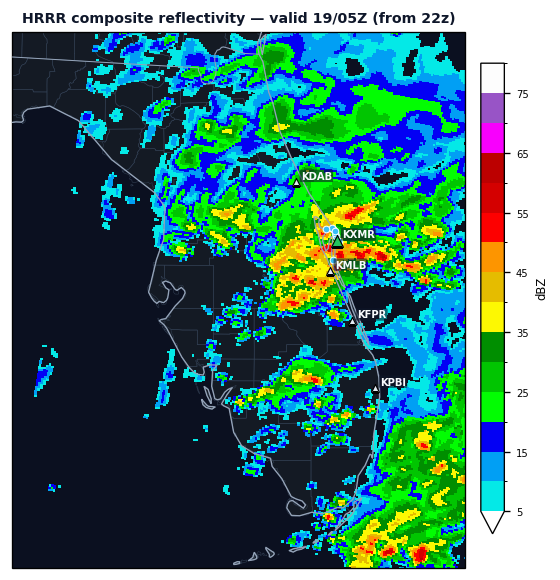 HRRR composite reflectivity — valid 19/05Z (from 22z)
KDAB
KXMR
KMLB
KFPR
KPBI
75
65
55
45
35
25
15
5
dBZ